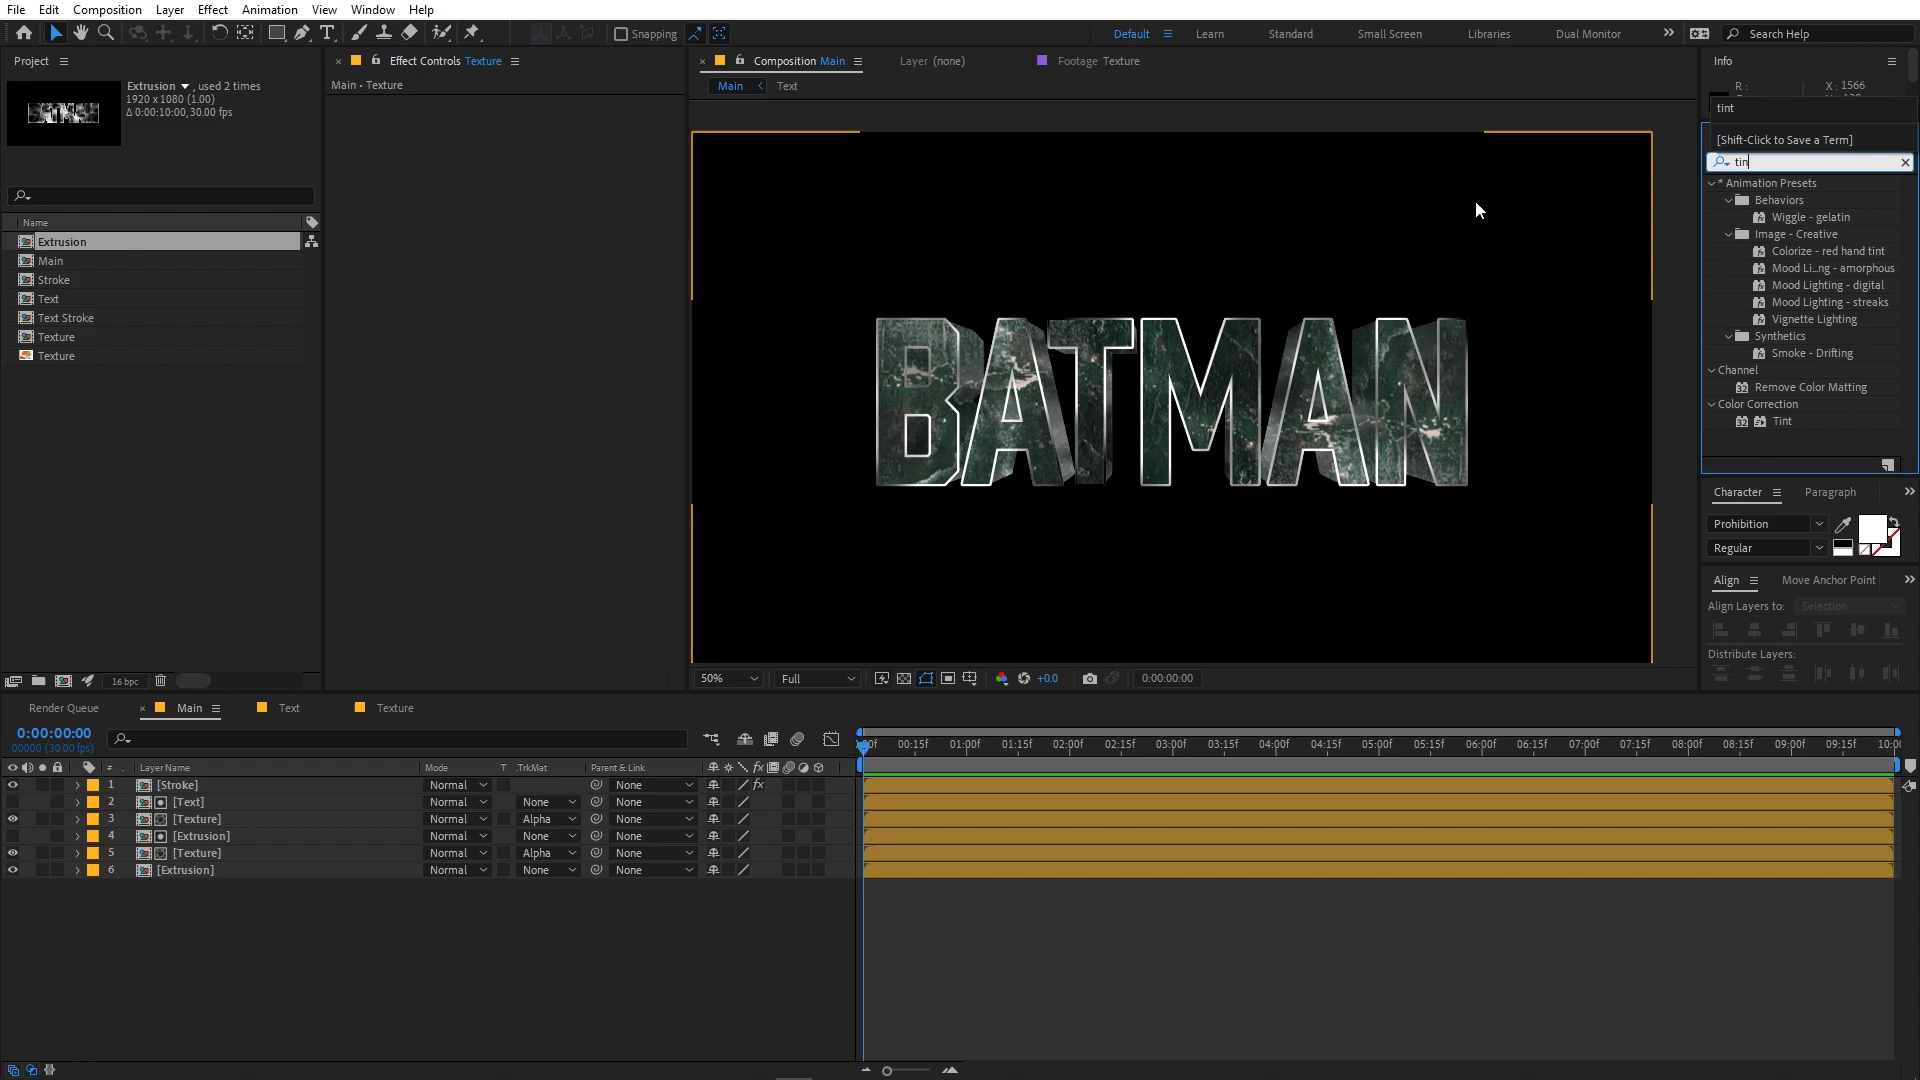 File Edit Composition Layer Effect Animation View Window Help
Snapping
Default Learn Standard Small Screen Libraries Dual Monitor Search Help
Project
Effect Controls Texture
Composition Main
Layer (none)
Footage Texture
Info
Extrusion , used 2 times
1920 x 1080 (1.00)
Δ 0:00:10:00, 30.00 fps
Main • Texture
Main Text
R :
X : 1566
tint
[Shift-Click to Save a Term]
tin
* Animation Presets
Behaviors
Wiggle - gelatin
Image - Creative
Colorize - red hand tint
Mood Li...ng - amorphous
Mood Lighting - digital
Mood Lighting - streaks
Vignette Lighting
Synthetics
Smoke - Drifting
Channel
Remove Color Matting
Color Correction
Tint
Name
Extrusion
Main
Stroke
Text
Text Stroke
Texture
Texture
BATMAN
Character Paragraph
Prohibition
Regular
Align Move Anchor Point
Align Layers to: Selection
Distribute Layers:
16 bpc
50% Full +0.0 0:00:00:00
Render Queue Main Text Texture
0:00:00:00
00000 (30.00 fps)
00f 00:15f 01:00f 01:15f 02:00f 02:15f 03:00f 03:15f 04:00f 04:15f 05:00f 05:15f 06:00f 06:15f 07:00f 07:15f 08:00f 08:15f 09:00f 09:15f 10:00
# Layer Name Mode T .TrkMat Parent & Link
1 [Stroke] Normal None
2 [Text] Normal None None
3 [Texture] Normal Alpha None
4 [Extrusion] Normal None None
5 [Texture] Normal Alpha None
6 [Extrusion] Normal None None